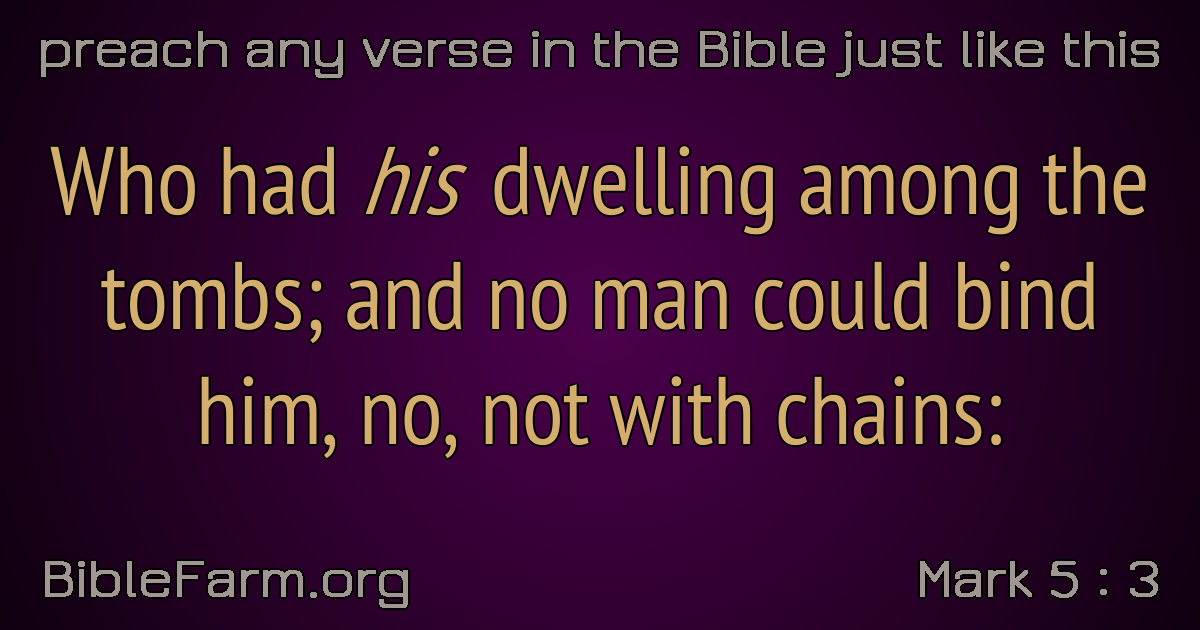 preach any verse in the Bible just like this
Who had his dwelling among the
tombs; and no man could bind
him, no, not with chains:
BibleFarm.org
Mark 5 : 3